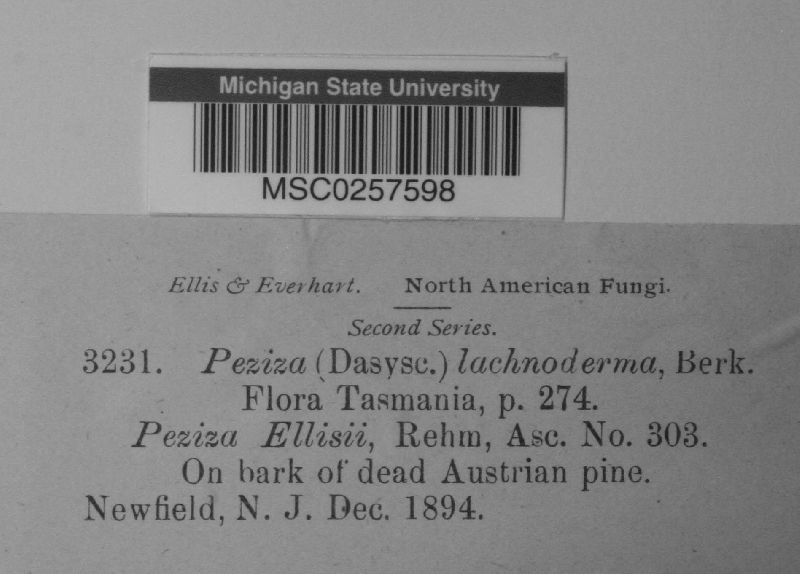 Michigan State University
MSC0257598
Ellis & Everhart. North American Fungi.
Second Series.
3231. Peziza (Dasysc.) lachnoderma, Berk.
Flora Tasmania, p. 274.
Peziza Ellisii, Rehm, Asc. No. 303.
On bark of dead Austrian pine.
Newfield, N. J. Dec. 1894.